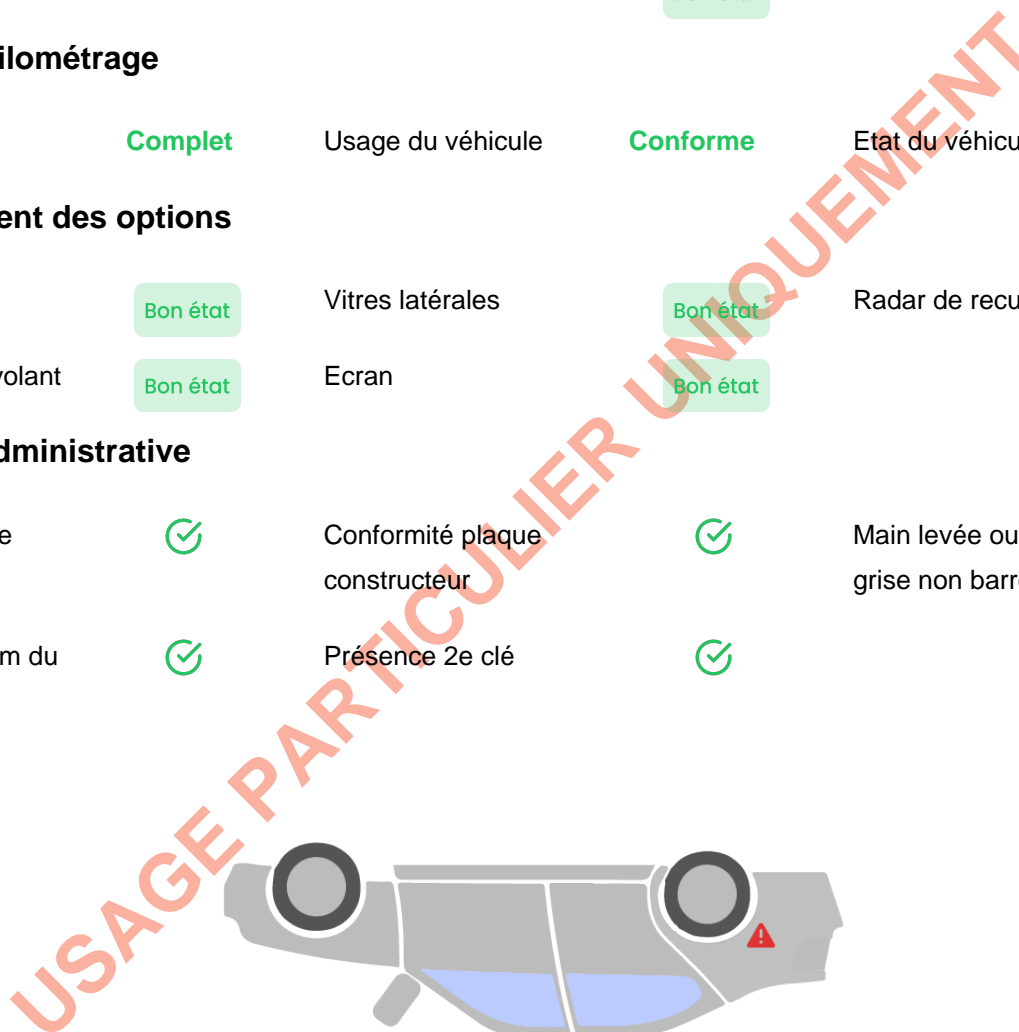 ilométrage
Complet Usage du véhicule Conforme Etat du véhicu
ent des options
Bon état Vitres latérales Bon état Radar de recu
volant Bon état Ecran Bon état
dministrative
e Conformité plaque Main levée ou
constructeur grise non barr
m du Présence 2e clé
USAGE PARTICULIER UNIQUEMENT